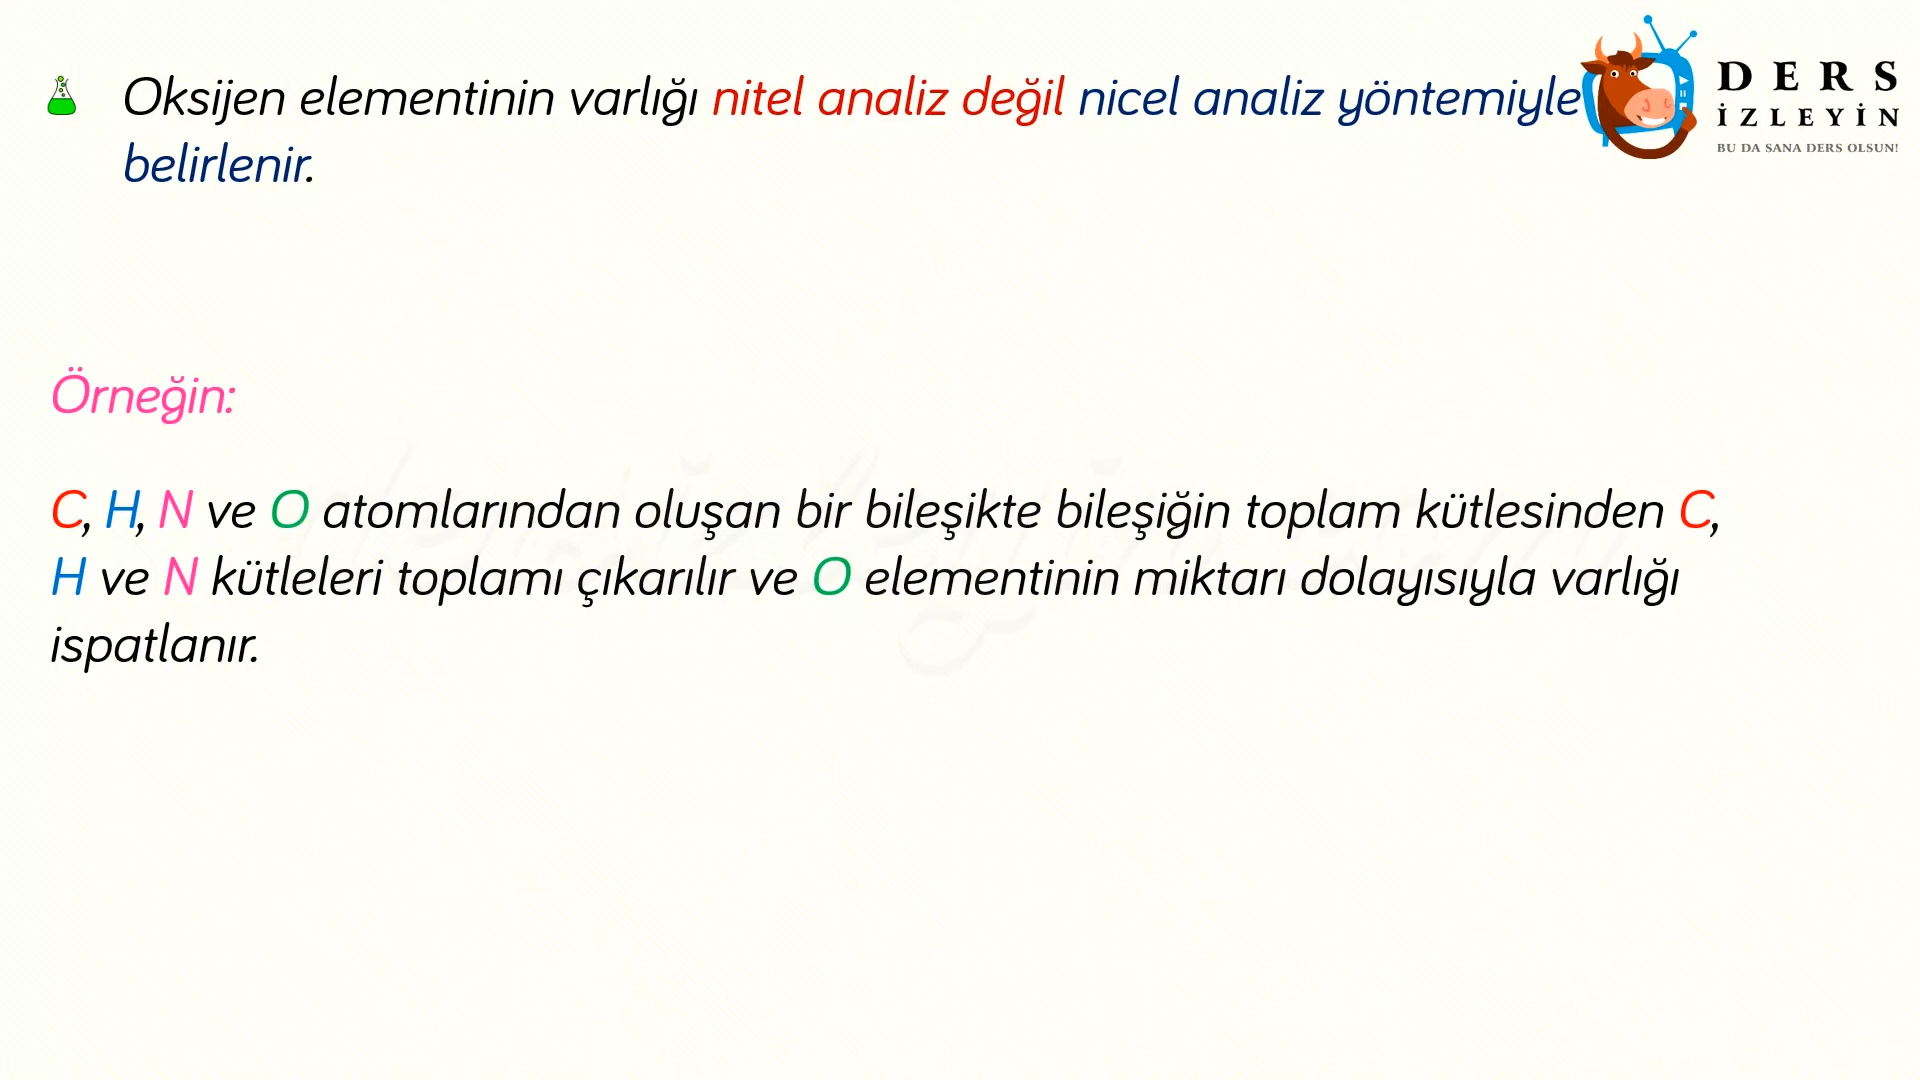 Oksijen elementinin varlığı nitel analiz değil nicel analiz yöntemiyle
belirlenir.
DERS
İZLEYİN
BU DA SANA DERS OLSUN!
Örneğin:
C, H, N ve O atomlarından oluşan bir bileşikte bileşiğin toplam kütlesinden C,
H ve N kütleleri toplamı çıkarılır ve O elementinin miktarı dolayısıyla varlığı
ispatlanır.